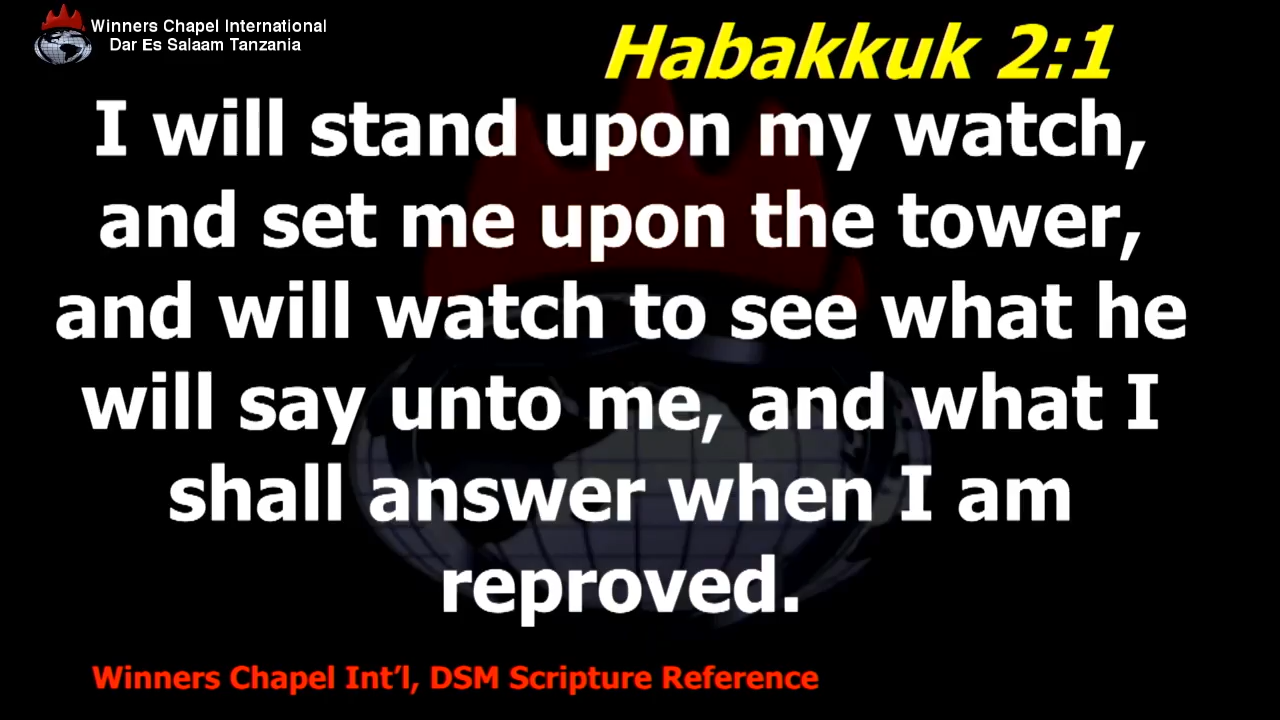 Winners Chapel International
Dar Es Salaam Tanzania
Habakkuk 2:1
I will stand upon my watch,
and set me upon the tower,
and will watch to see what he
will say unto me, and what I
shall answer when I am
reproved.
Winners Chapel Int’l, DSM Scripture Reference